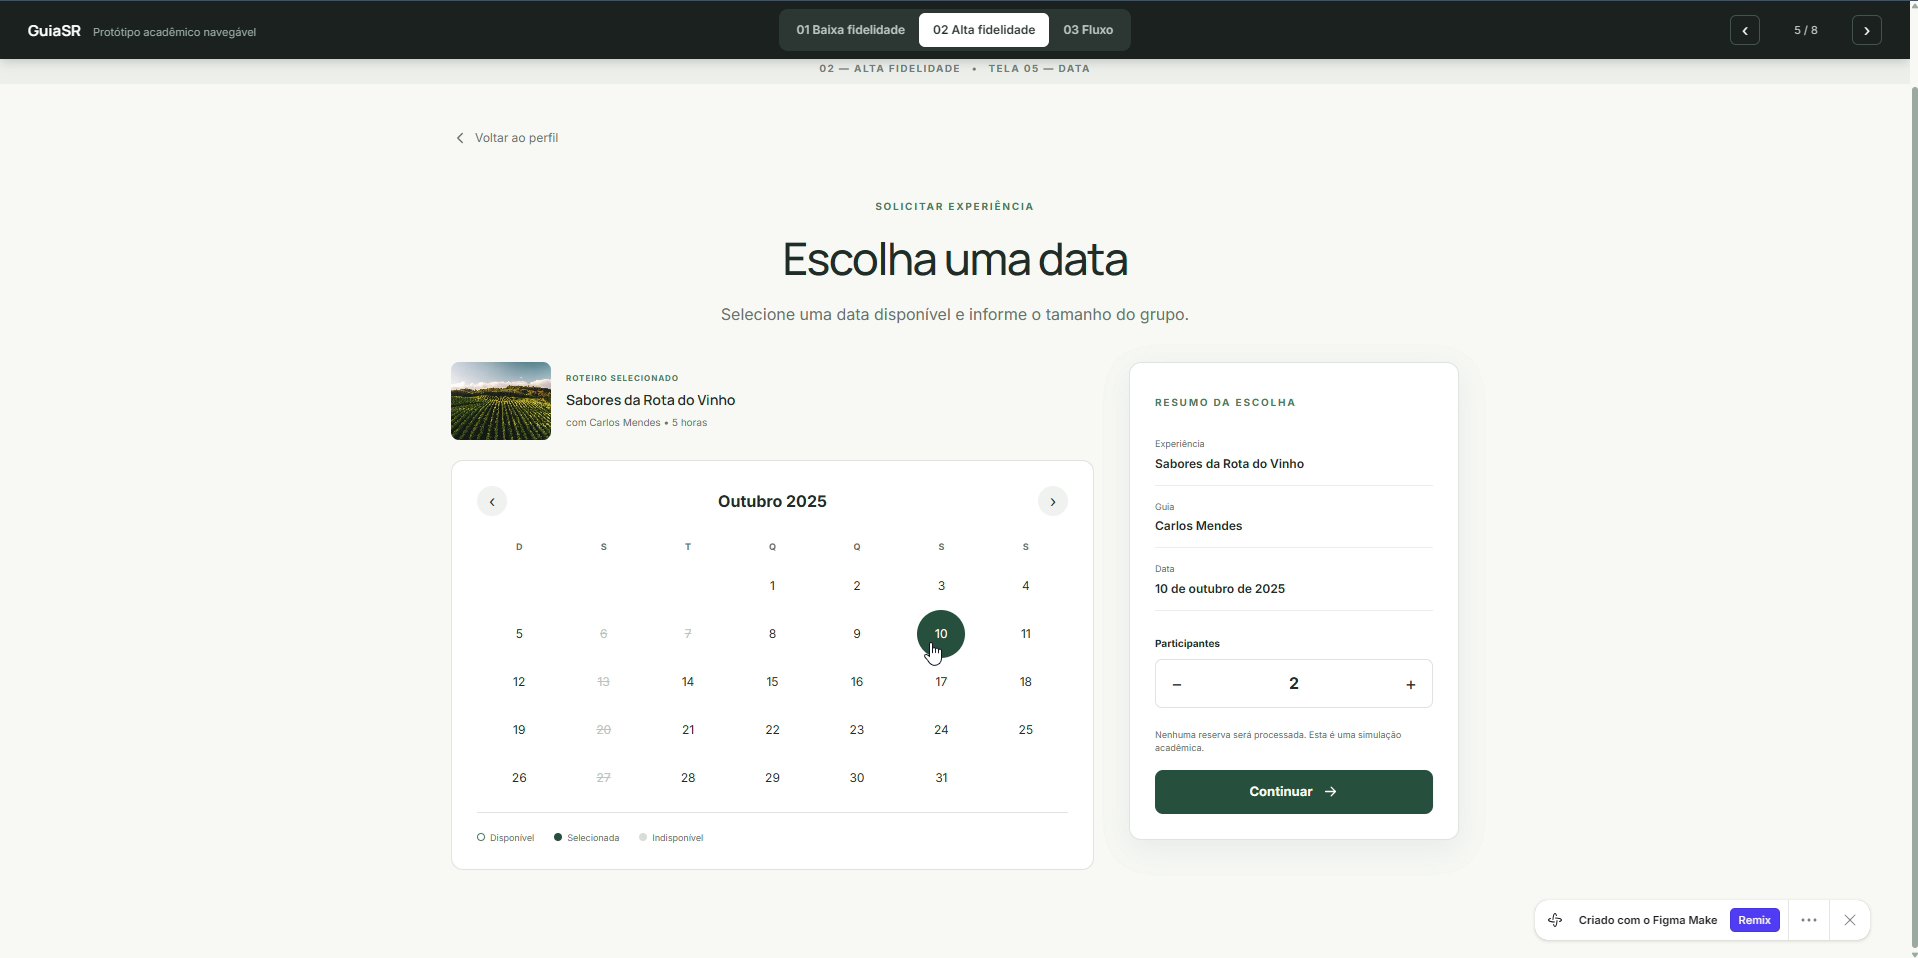 GuiaSR Protótipo acadêmico navegável
01 Baixa fidelidade 02 Alta fidelidade 03 Fluxo
‹ 5 / 8 ›
02 — ALTA FIDELIDADE • TELA 05 — DATA
Voltar ao perfil
SOLICITAR EXPERIÊNCIA
Escolha uma data
Selecione uma data disponível e informe o tamanho do grupo.
ROTEIRO SELECIONADO
Sabores da Rota do Vinho
com Carlos Mendes • 5 horas
‹ Outubro 2025 ›
D S T Q Q S S
1 2 3 4
5 6 7 8 9 10 11
12 13 14 15 16 17 18
19 20 21 22 23 24 25
26 27 28 29 30 31
Disponível Selecionada Indisponível
RESUMO DA ESCOLHA
Experiência
Sabores da Rota do Vinho
Guia
Carlos Mendes
Data
10 de outubro de 2025
Participantes
− 2 +
Nenhuma reserva será processada. Esta é uma simulação
acadêmica.
Continuar →
Criado com o Figma Make Remix